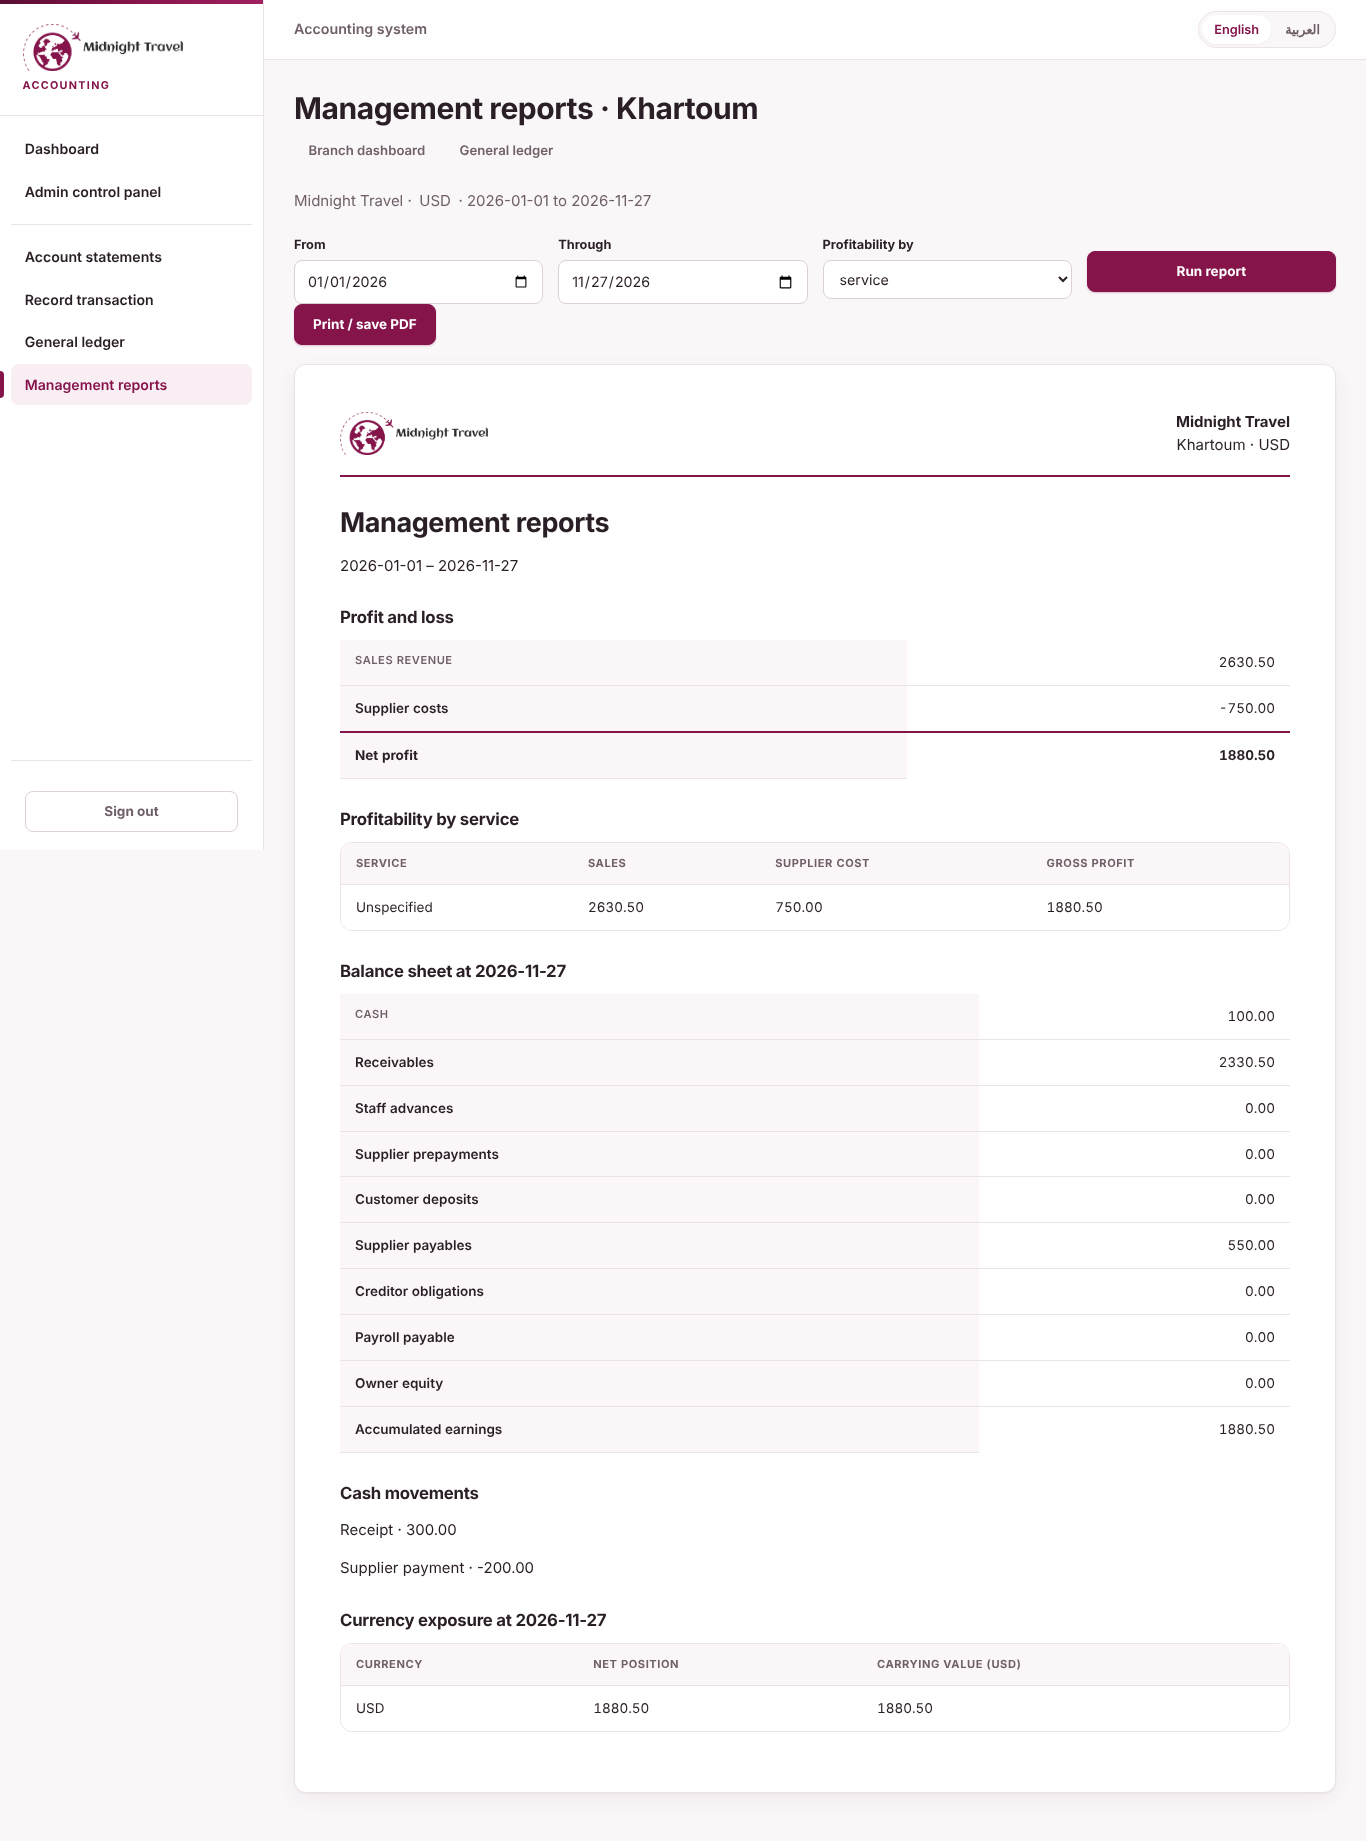 Midnight Travel
ACCOUNTING
Dashboard
Admin control panel
Account statements
Record transaction
General ledger
Management reports
Sign out
Accounting system
English العربية
Management reports · Khartoum
Branch dashboard General ledger
Midnight Travel · USD · 2026-01-01 to 2026-11-27
From Through Profitability by
01/01/2026 11/27/2026 service Run report
Print / save PDF
Midnight Travel
Midnight Travel
Khartoum · USD
Management reports
2026-01-01 – 2026-11-27
Profit and loss
SALES REVENUE 2630.50
Supplier costs -750.00
Net profit 1880.50
Profitability by service
SERVICE SALES SUPPLIER COST GROSS PROFIT
Unspecified 2630.50 750.00 1880.50
Balance sheet at 2026-11-27
CASH 100.00
Receivables 2330.50
Staff advances 0.00
Supplier prepayments 0.00
Customer deposits 0.00
Supplier payables 550.00
Creditor obligations 0.00
Payroll payable 0.00
Owner equity 0.00
Accumulated earnings 1880.50
Cash movements
Receipt · 300.00
Supplier payment · -200.00
Currency exposure at 2026-11-27
CURRENCY NET POSITION CARRYING VALUE (USD)
USD 1880.50 1880.50